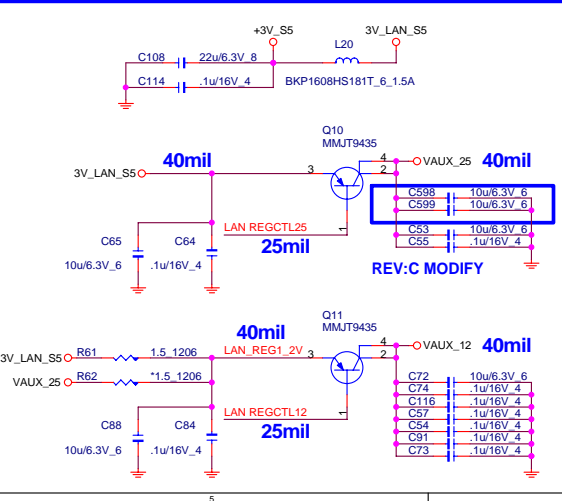 +3V_S5 3V_LAN_S5
L20
C108 22u/6.3V_8
C114 .1u/16V_4 BKP1608HS181T_6_1.5A
Q10
MMJT9435
40mil 3 4 VAUX_25 40mil
3V_LAN_S5 2
C598 10u/6.3V_6
C599 10u/6.3V_6
LAN REGCTL25 1
C65 C64 25mil C53 10u/6.3V_6
C55 .1u/16V_4
10u/6.3V_6 .1u/16V_4 REV:C MODIFY
Q11
MMJT9435
40mil
3V_LAN_S5 R61 1.5_1206 LAN_REG1_2V 3 4 VAUX_12 40mil
2
VAUX_25 R62 *1.5_1206
C72 10u/6.3V_6
C74 .1u/16V_4
C116 .1u/16V_4
LAN REGCTL12 1
C57 .1u/16V_4
C88 C84 25mil C54 .1u/16V_4
C91 .1u/16V_4
10u/6.3V_6 .1u/16V_4 C73 .1u/16V_4
5